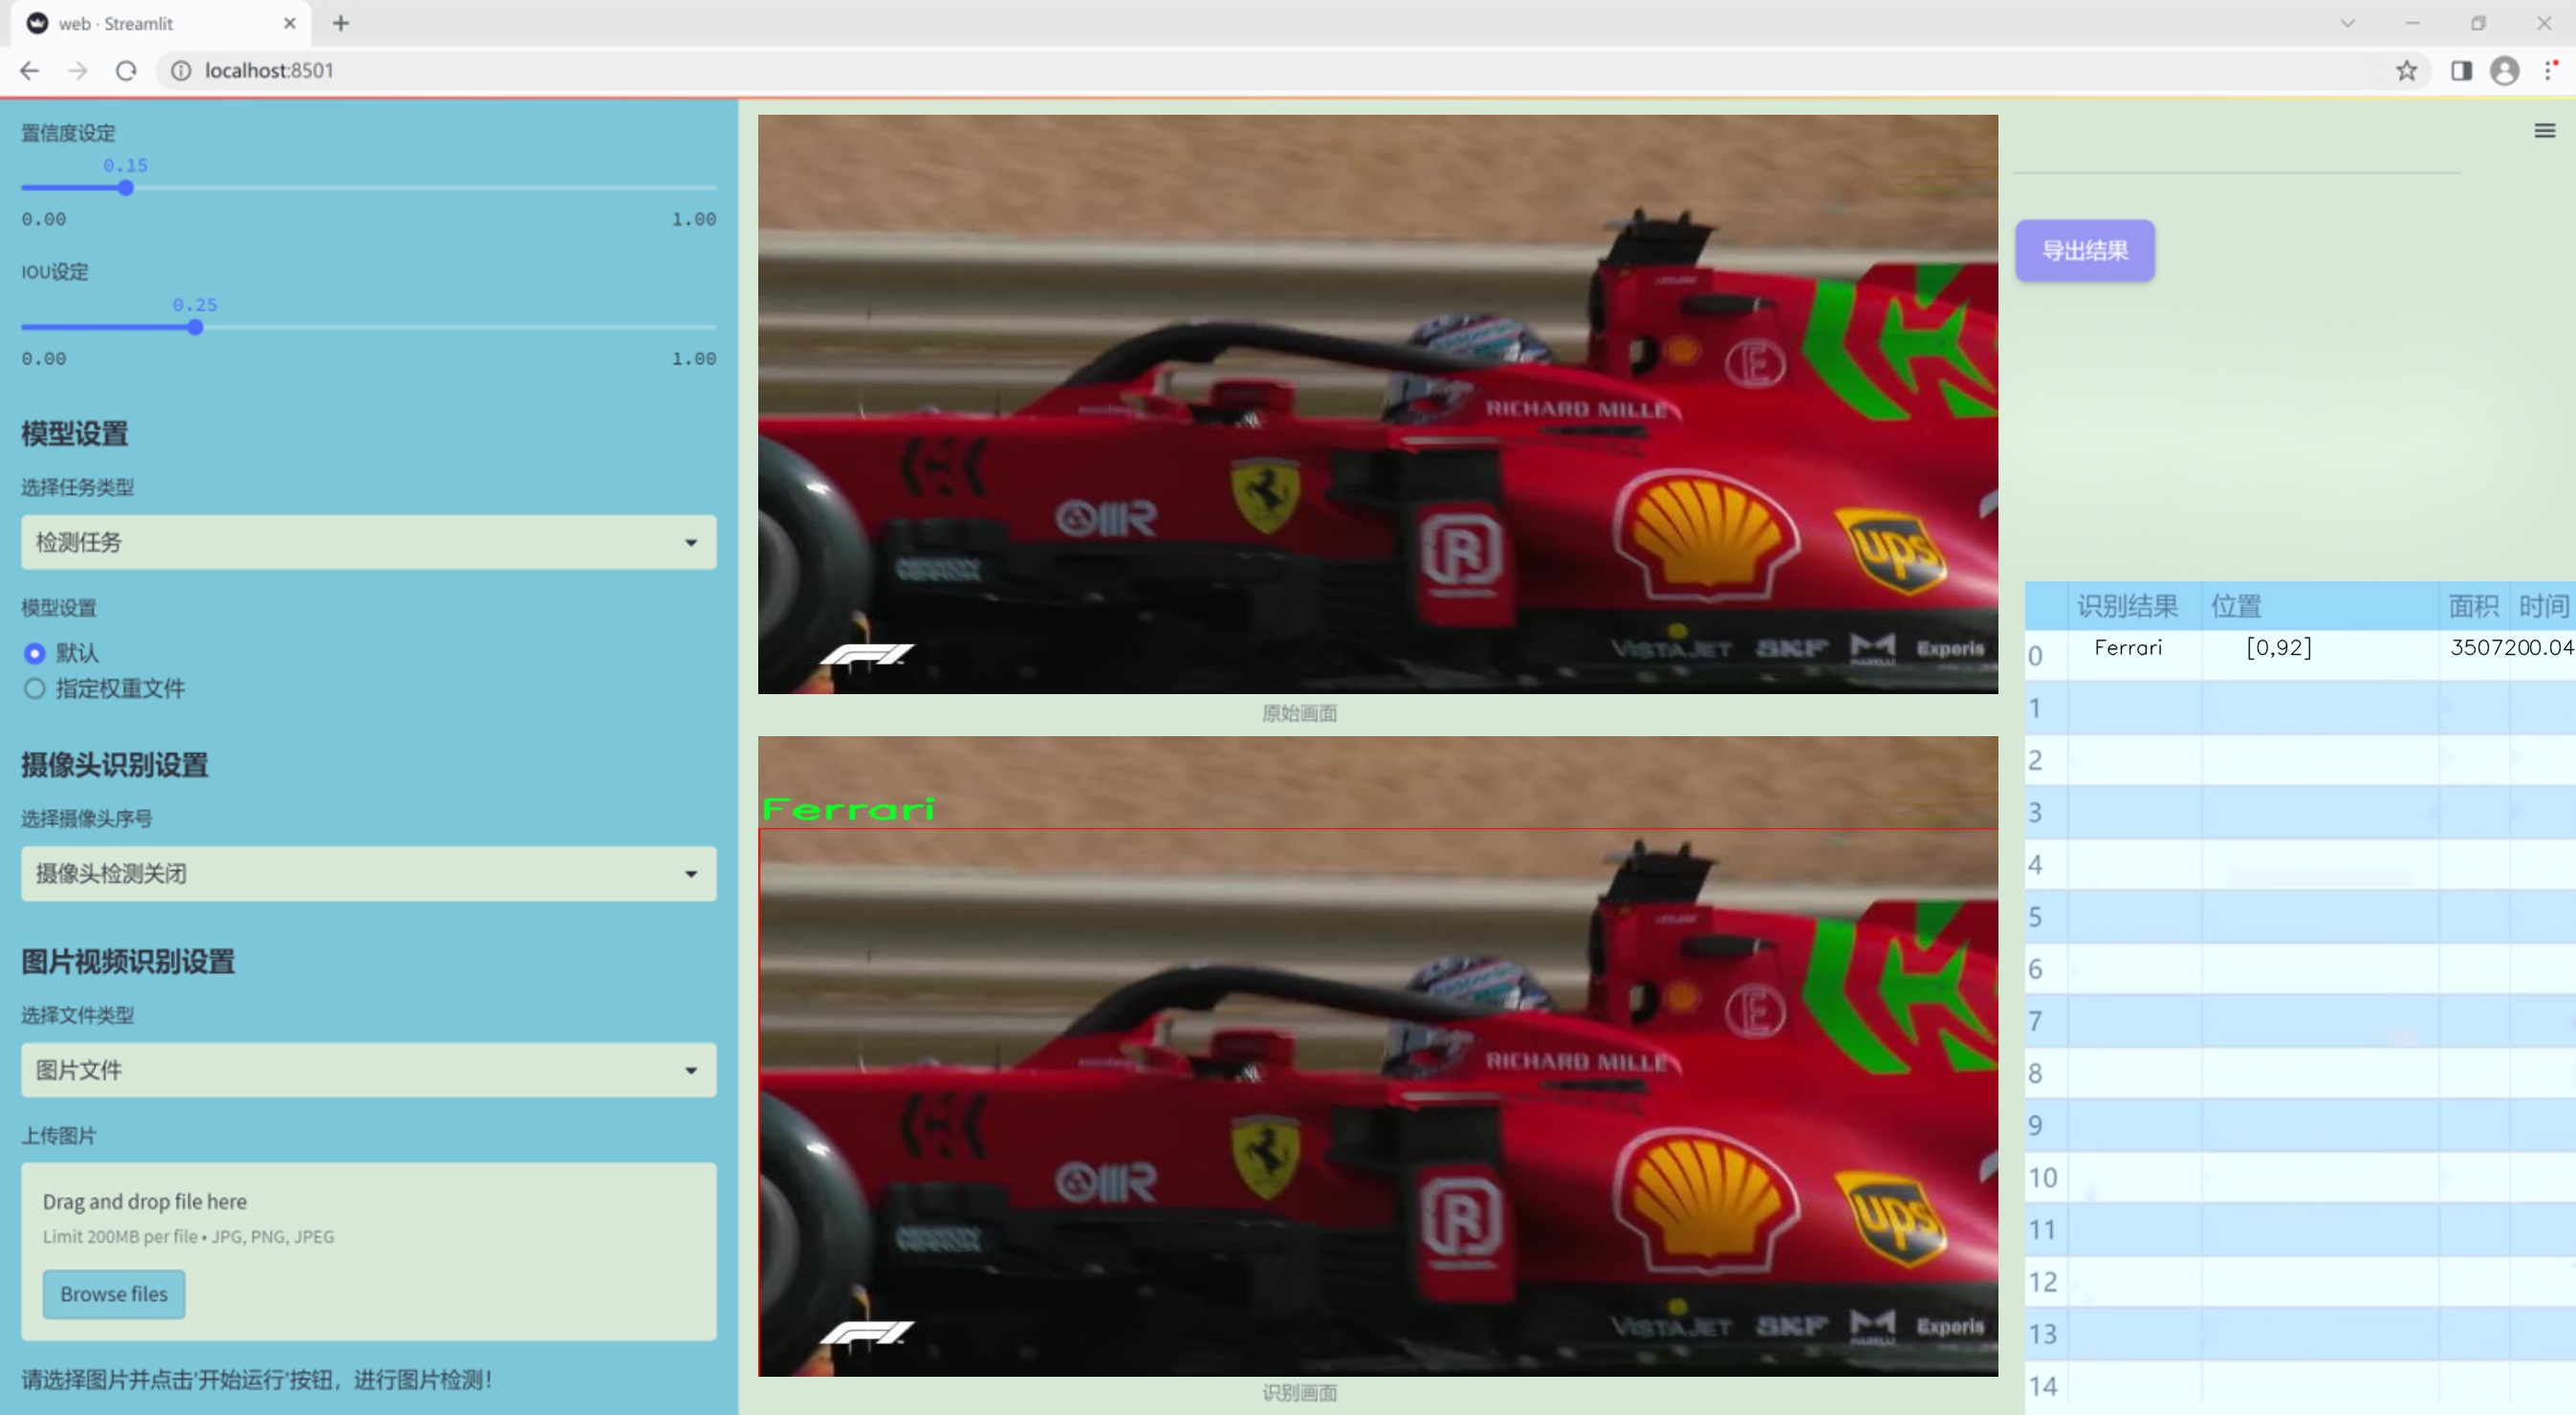 web · Streamlit
localhost:8501
置信度设定
0.15
0.00 1.00
IOU设定
0.25
0.00 1.00
模型设置
选择任务类型
检测任务
模型设置
默认
指定权重文件
摄像头识别设置
选择摄像头序号
摄像头检测关闭
图片视频识别设置
选择文件类型
图片文件
上传图片
Drag and drop file here
Limit 200MB per file • JPG, PNG, JPEG
Browse files
请选择图片并点击'开始运行'按钮，进行图片检测！
E
RICHARD MILLE
R
ups
F1
VISTAJET SKF Experis
原始画面
Ferrari
E
RICHARD MILLE
R
ups
F1
VISTAJET SKF Experis
识别画面
导出结果
识别结果 位置 面积 时间
0 Ferrari [0,92] 3507200.04
1
2
3
4
5
6
7
8
9
10
11
12
13
14